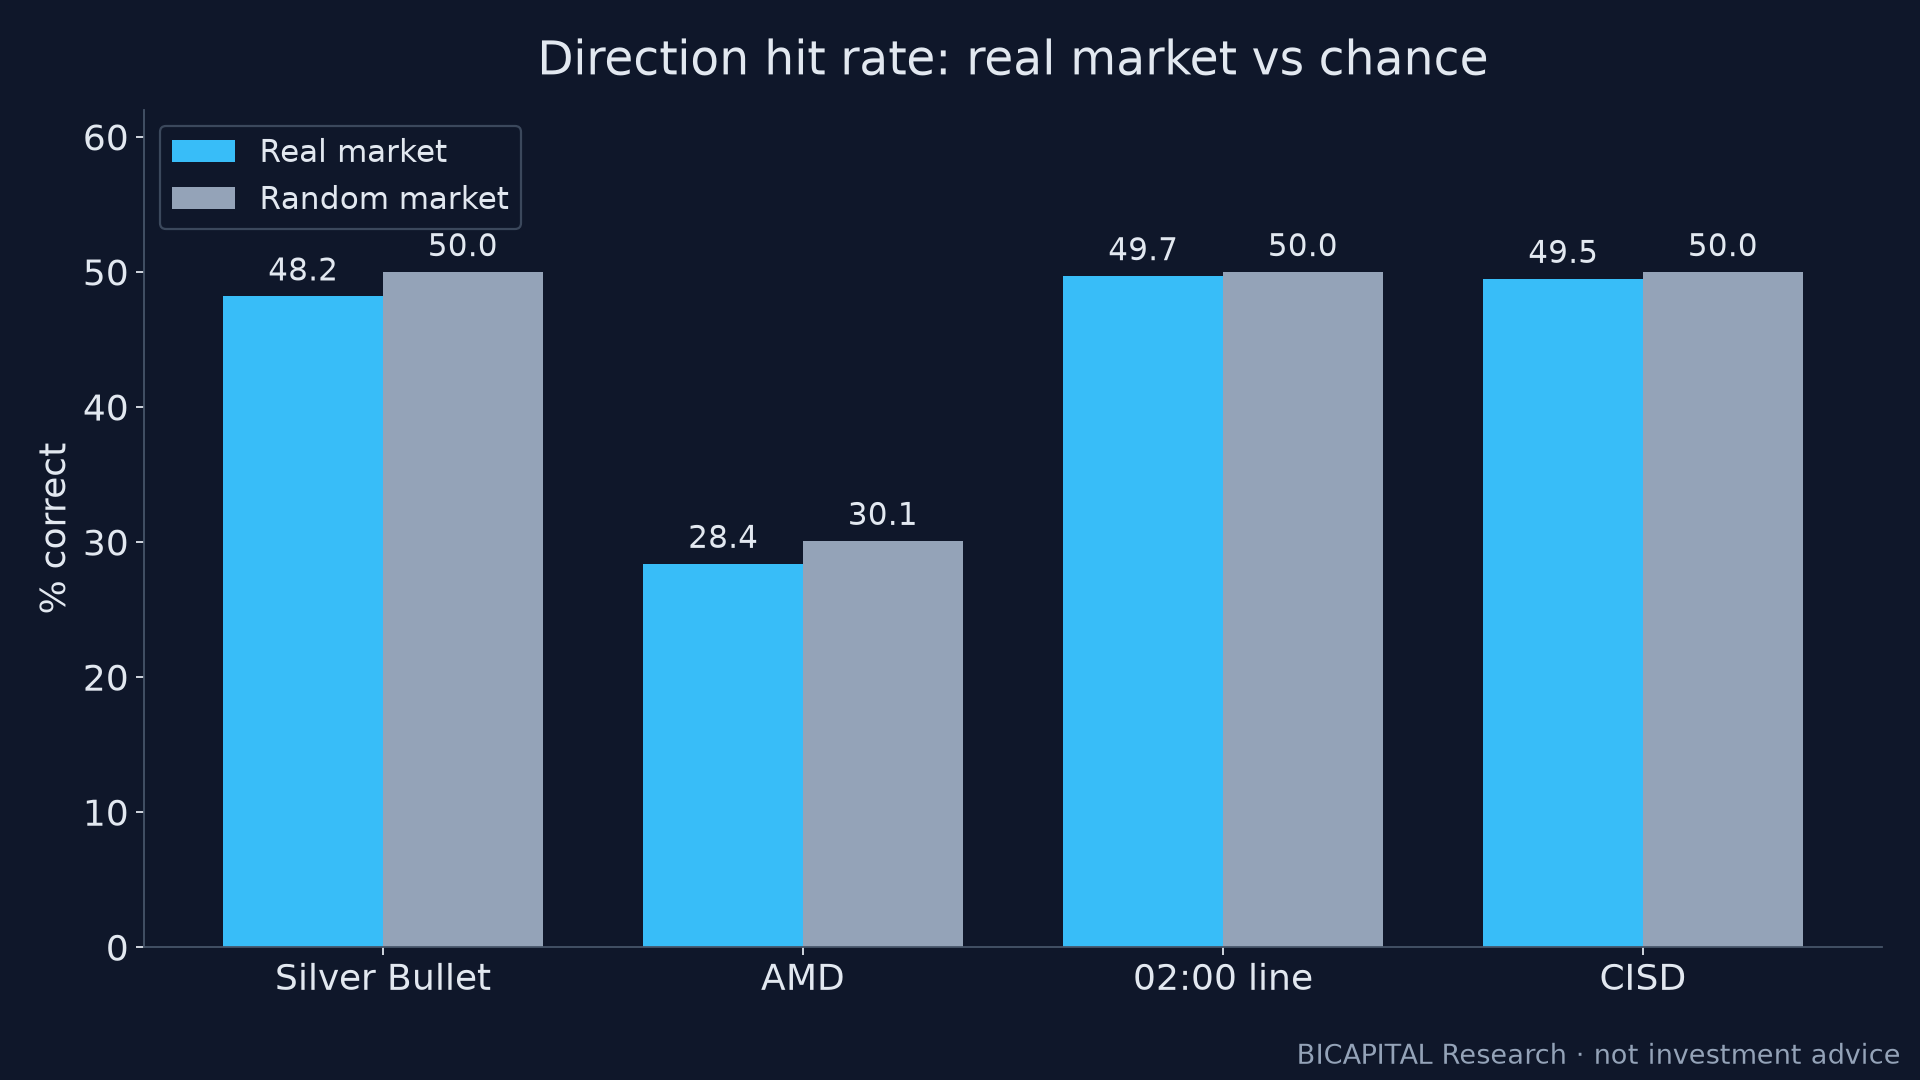 Direction hit rate: real market vs chance
Real market
Random market
% correct
60
50
40
30
20
10
0
48.2
50.0
28.4
30.1
49.7
50.0
49.5
50.0
Silver Bullet
AMD
02:00 line
CISD
BICAPITAL Research · not investment advice